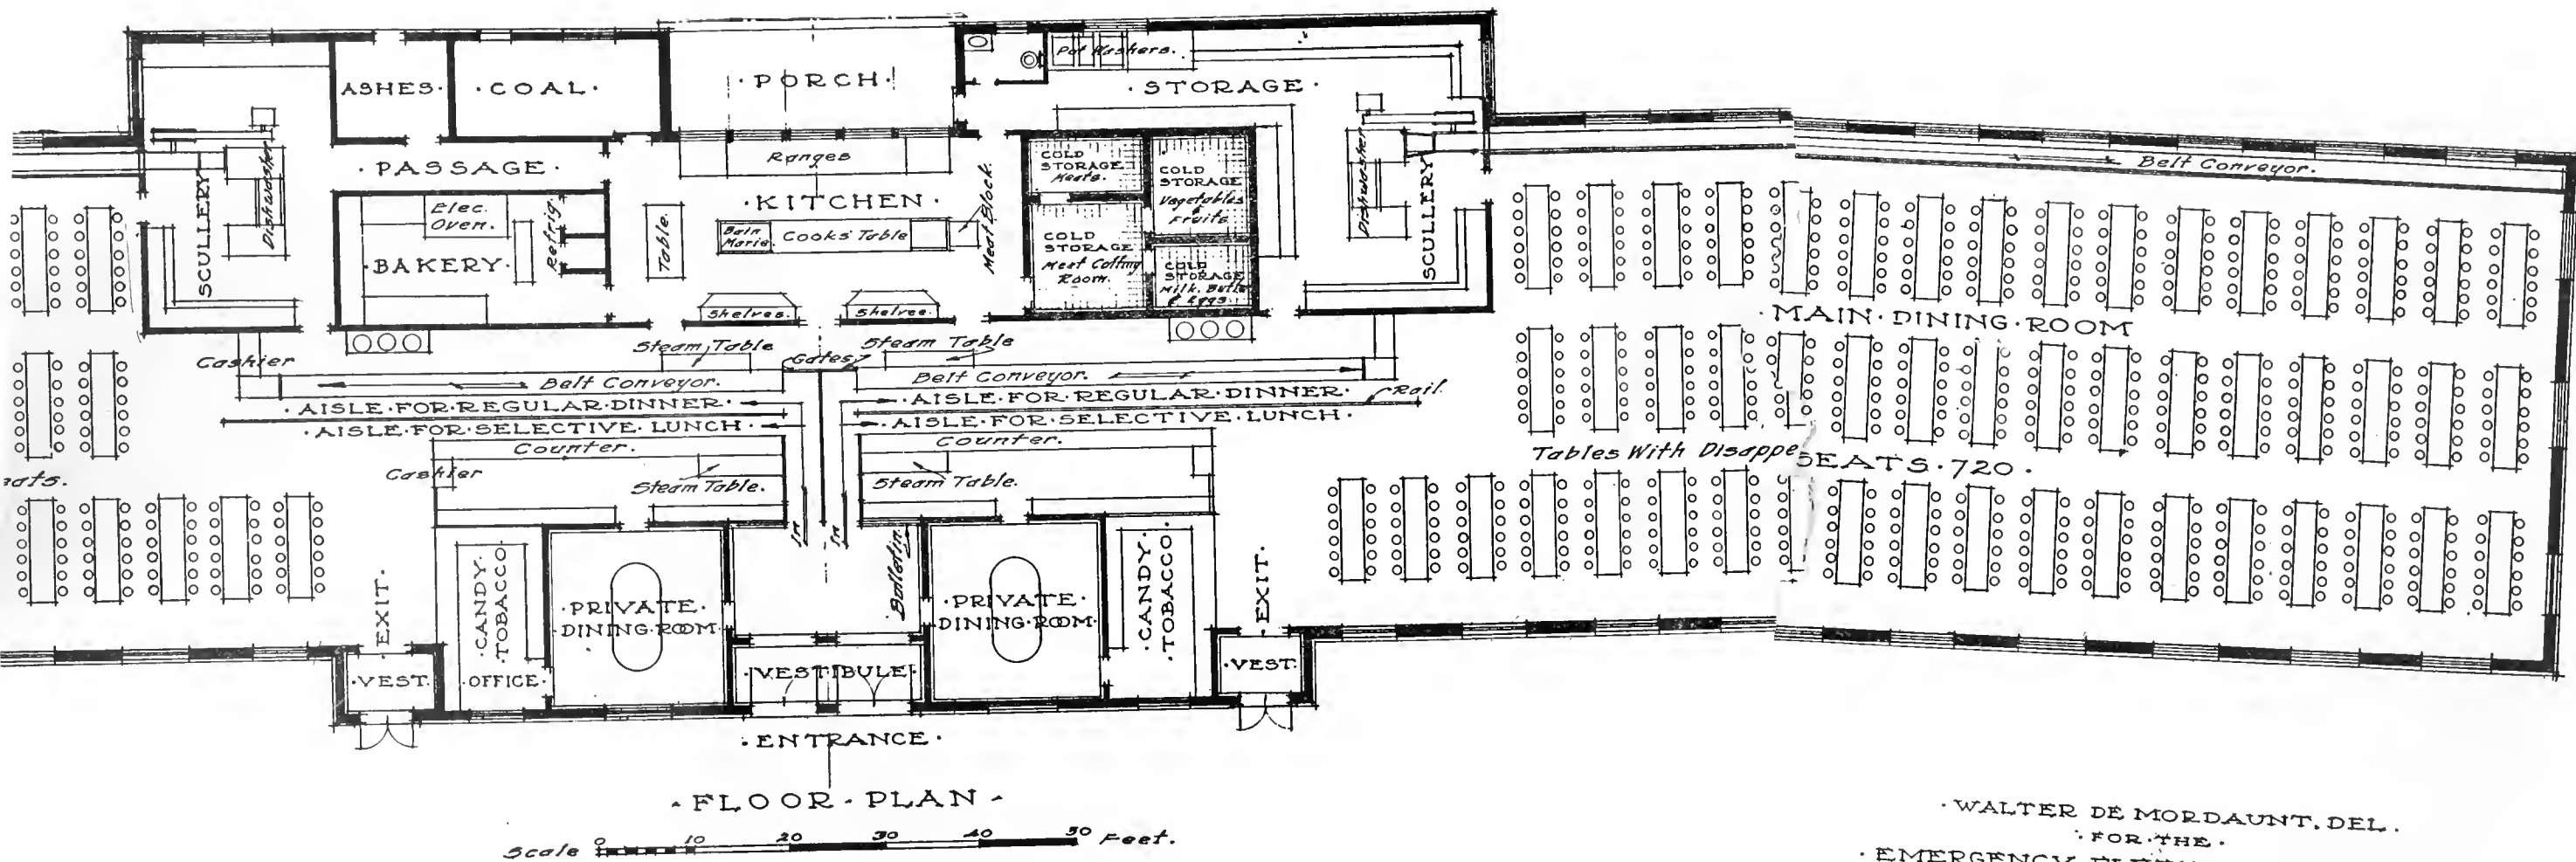 ASHES
COAL
PORCH
Pot Washers.
STORAGE
PASSAGE
Ranges
SCULLERY
Dishwasher
Elec.
Oven.
BAKERY
Refrig.
Table.
KITCHEN
Bain
Marie.
Cooks' Table
Meat Block.
Shelves.
Shelves.
COLD
STORAGE
Meats.
COLD
STORAGE
Vegetables
&
Fruits
COLD
STORAGE
Meat Cutting
Room.
COLD
STORAGE
Milk. Butter
& Eggs.
Dishwasher
SCULLERY
Belt Conveyor.
MAIN·DINING·ROOM
Tables With Disappe
SEATS·720·
Cashier
Steam Table
Gates
Steam Table
Belt Conveyor.
Belt Conveyor.
·AISLE·FOR·REGULAR·DINNER·
·AISLE·FOR·REGULAR·DINNER·
Rail.
·AISLE·FOR·SELECTIVE·LUNCH·
·AISLE·FOR·SELECTIVE·LUNCH·
Counter.
Counter.
Cashier
Steam Table.
Steam Table.
eats.
In
In
Bulletin.
·EXIT·
·CANDY·
·TOBACCO·
·PRIVATE·
·DINING·ROOM·
·PRIVATE·
·DINING·ROOM·
·CANDY·
·TOBACCO·
·EXIT·
·VEST.
·OFFICE·
·VESTIBULE·
·VEST.
·ENTRANCE·
·FLOOR·PLAN·
Scale 0 10 20 30 40 50 Feet.
·WALTER DE MORDAUNT, DEL.
·FOR·THE·
·EMERGENCY